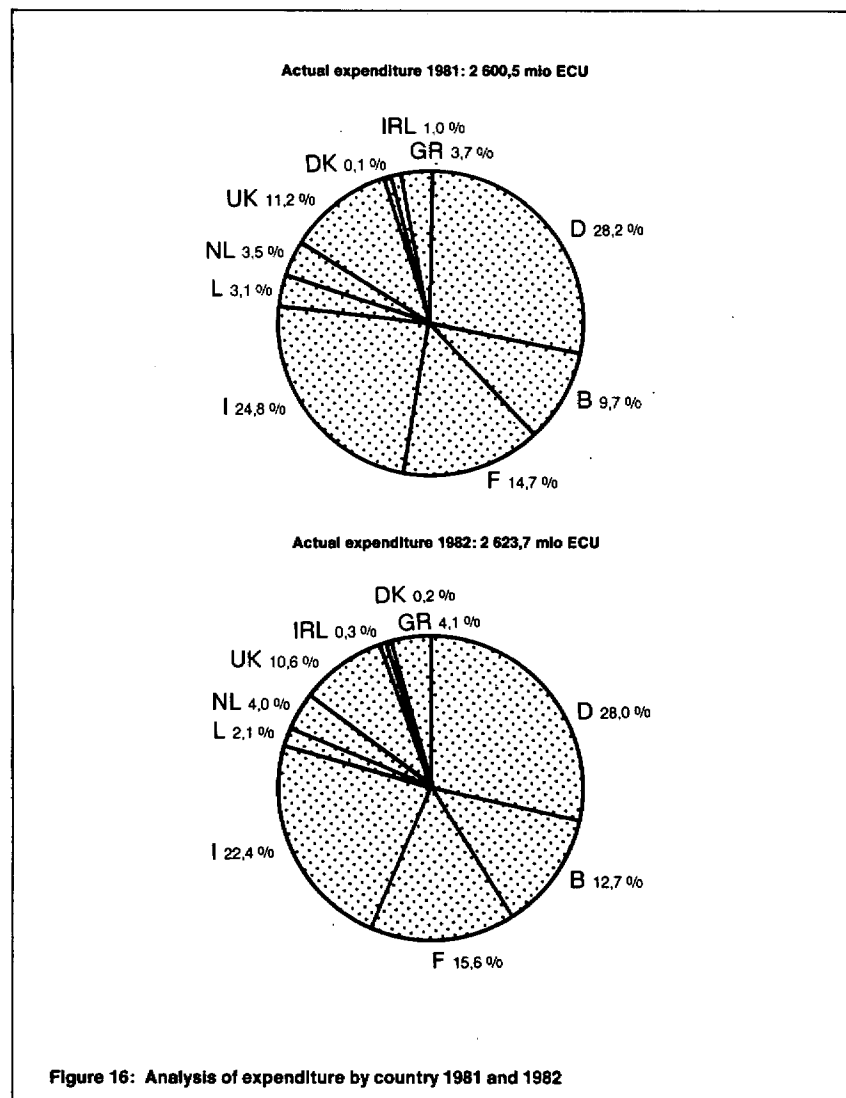 Actual expenditure 1981: 2 600,5 mio ECU
IRL 1,0 %
GR 3,7 %
DK 0,1 %
UK 11,2 %
D 28,2 %
NL 3,5 %
L 3,1 %
B 9,7 %
I 24,8 %
F 14,7 %
Actual expenditure 1982: 2 623,7 mio ECU
DK 0,2 %
GR 4,1 %
IRL 0,3 %
UK 10,6 %
NL 4,0 %
D 28,0 %
L 2,1 %
I 22,4 %
B 12,7 %
F 15,6 %
Figure 16: Analysis of expenditure by country 1981 and 1982